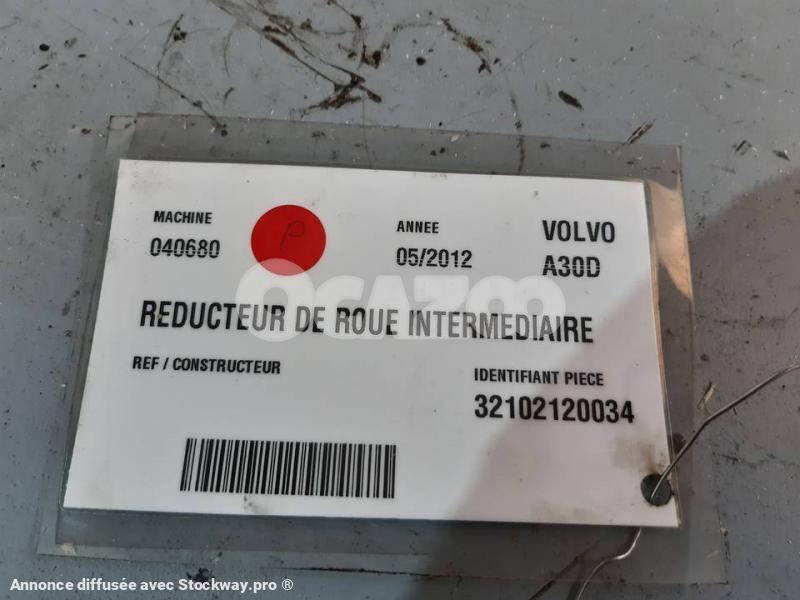 MACHINE
040680
P
ANNEE
05/2012
VOLVO
A30D
OCAZOO
REDUCTEUR DE ROUE INTERMEDIAIRE
REF / CONSTRUCTEUR
IDENTIFIANT PIECE
32102120034
Annonce diffusée avec Stockway.pro ®